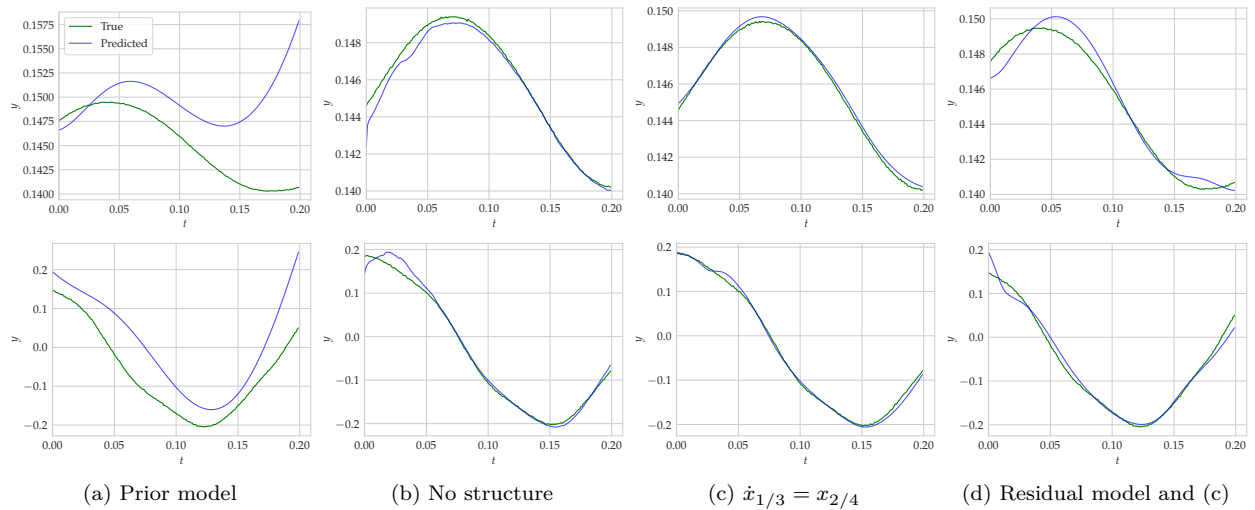 True
Predicted
0.1575
0.1550
0.1525
0.1500
0.1475
0.1450
0.1425
0.1400
y
0.00 0.05 0.10 0.15 0.20
t
0.148
0.146
0.144
0.142
0.140
y
0.00 0.05 0.10 0.15 0.20
t
0.150
0.148
0.146
0.144
0.142
0.140
y
0.00 0.05 0.10 0.15 0.20
t
0.150
0.148
0.146
0.144
0.142
0.140
y
0.00 0.05 0.10 0.15 0.20
t
0.2
0.1
0.0
−0.1
−0.2
y
0.00 0.05 0.10 0.15 0.20
t
0.2
0.1
0.0
−0.1
−0.2
y
0.00 0.05 0.10 0.15 0.20
t
0.2
0.1
0.0
−0.1
−0.2
y
0.00 0.05 0.10 0.15 0.20
t
0.2
0.1
0.0
−0.1
−0.2
y
0.00 0.05 0.10 0.15 0.20
t
(a) Prior model
(b) No structure
(c) ẋ₁/₃ = x₂/₄
(d) Residual model and (c)